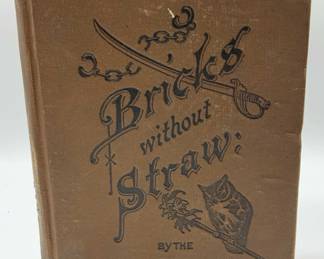 Bricks
without
Straw:
BY THE